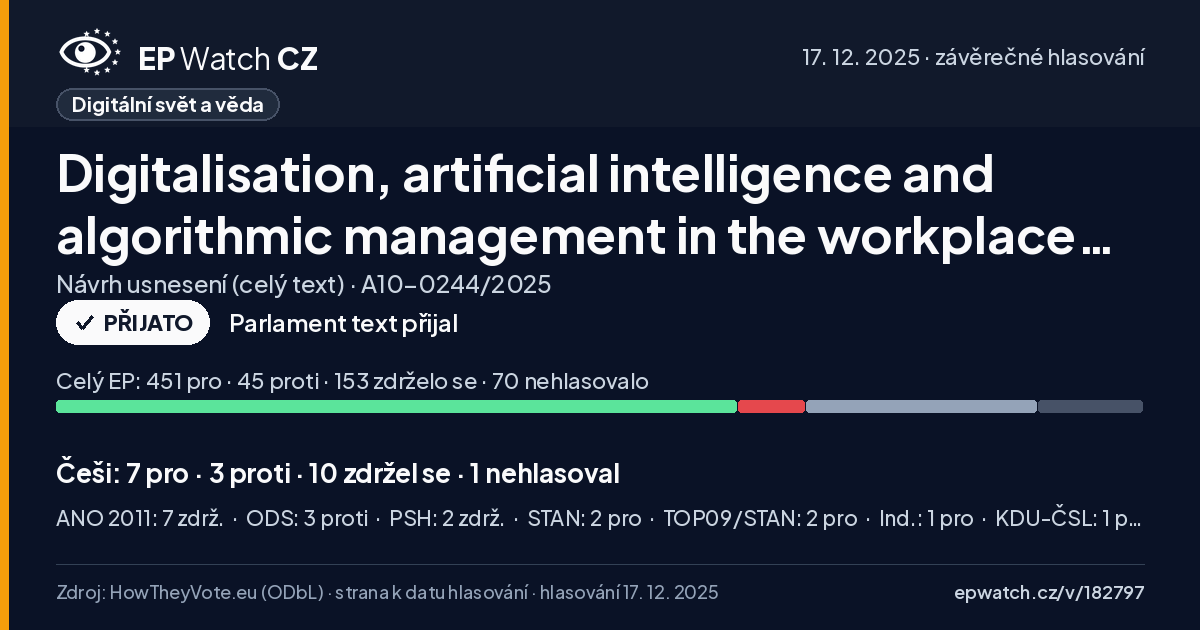 EP Watch CZ
17. 12. 2025 · závěrečné hlasování
Digitální svět a věda
Digitalisation, artificial intelligence and
algorithmic management in the workplace…
Návrh usnesení (celý text) · A10–0244/2025
✓ PŘIJATO Parlament text přijal
Celý EP: 451 pro · 45 proti · 153 zdrželo se · 70 nehlasovalo
Češi: 7 pro · 3 proti · 10 zdržel se · 1 nehlasoval
ANO 2011: 7 zdrž. · ODS: 3 proti · PSH: 2 zdrž. · STAN: 2 pro · TOP09/STAN: 2 pro · Ind.: 1 pro · KDU-ČSL: 1 p…
Zdroj: HowTheyVote.eu (ODbL) · strana k datu hlasování · hlasování 17. 12. 2025
epwatch.cz/v/182797